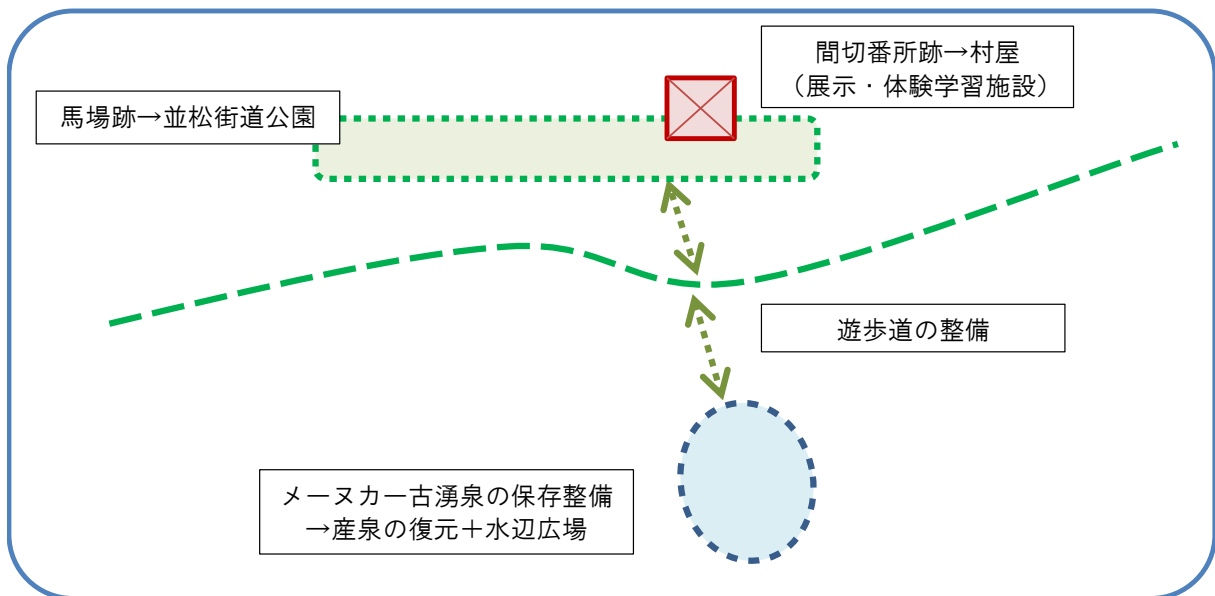 間切番所跡→村屋
（展示・体験学習施設）
馬場跡→並松街道公園
遊歩道の整備
メーヌカー古湧泉の保存整備
→産泉の復元＋水辺広場